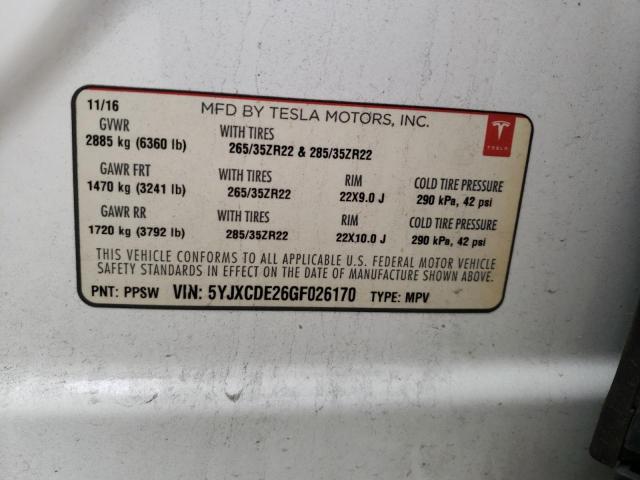 11/16 MFD BY TESLA MOTORS, INC.
GVWR WITH TIRES
2885 kg (6360 lb) 265/35ZR22 & 285/35ZR22
TESLA
GAWR FRT WITH TIRES RIM COLD TIRE PRESSURE
1470 kg (3241 lb) 265/35ZR22 22X9.0 J 290 kPa, 42 psi
GAWR RR WITH TIRES RIM COLD TIRE PRESSURE
1720 kg (3792 lb) 285/35ZR22 22X10.0 J 290 kPa, 42 psi
THIS VEHICLE CONFORMS TO ALL APPLICABLE U.S. FEDERAL MOTOR VEHICLE
SAFETY STANDARDS IN EFFECT ON THE DATE OF MANUFACTURE SHOWN ABOVE.
PNT: PPSW VIN: 5YJXCDE26GF026170 TYPE: MPV